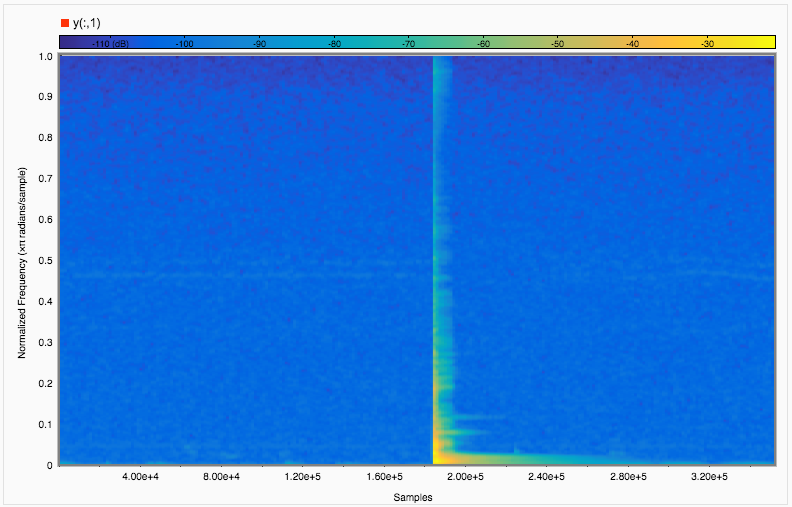 y(:,1)
-110 (dB) -100 -90 -80 -70 -60 -50 -40 -30
1.0
0.9
0.8
0.7
0.6
0.5
0.4
0.3
0.2
0.1
0
Normalized Frequency (×π radians/sample)
4.00e+4 8.00e+4 1.20e+5 1.60e+5 2.00e+5 2.40e+5 2.80e+5 3.20e+5
Samples